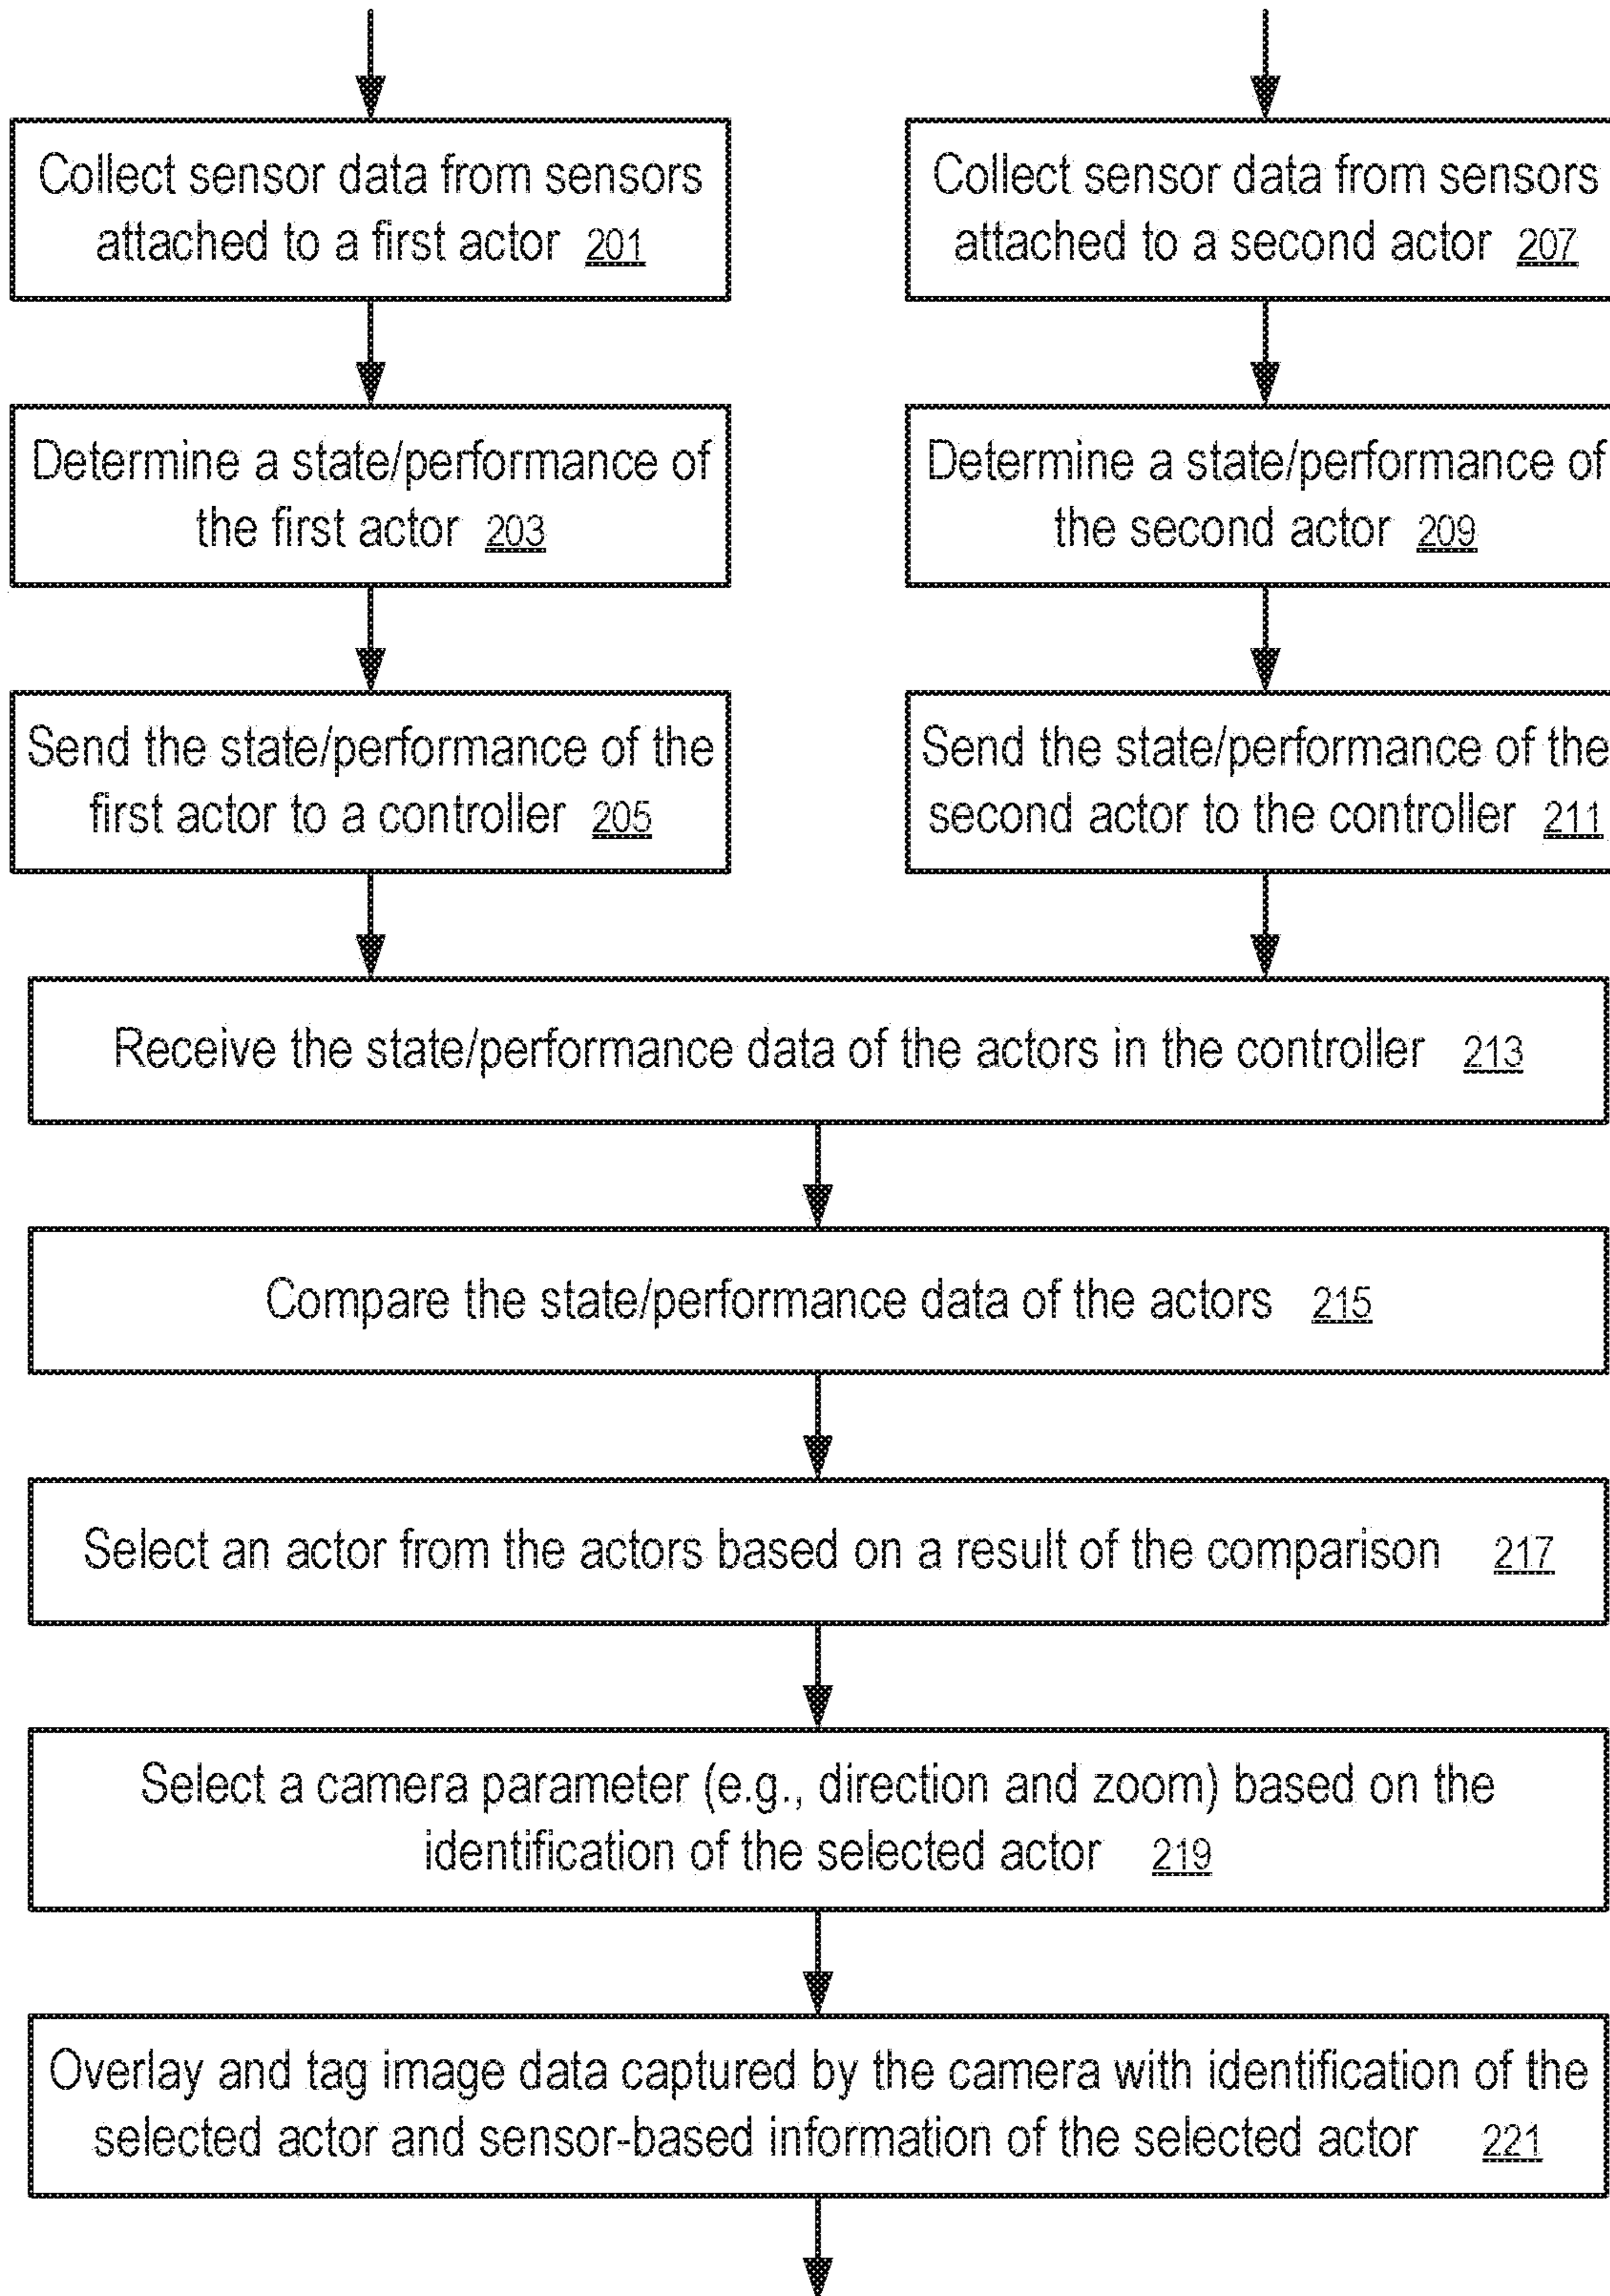 Collect sensor data from sensors
attached to a first actor 201
Collect sensor data from sensors
attached to a second actor 207
Determine a state/performance of
the first actor 203
Determine a state/performance of
the second actor 209
Send the state/performance of the
first actor to a controller 205
Send the state/performance of the
second actor to the controller 211
Receive the state/performance data of the actors in the controller 213
Compare the state/performance data of the actors 215
Select an actor from the actors based on a result of the comparison 217
Select a camera parameter (e.g., direction and zoom) based on the
identification of the selected actor 219
Overlay and tag image data captured by the camera with identification of the
selected actor and sensor-based information of the selected actor 221